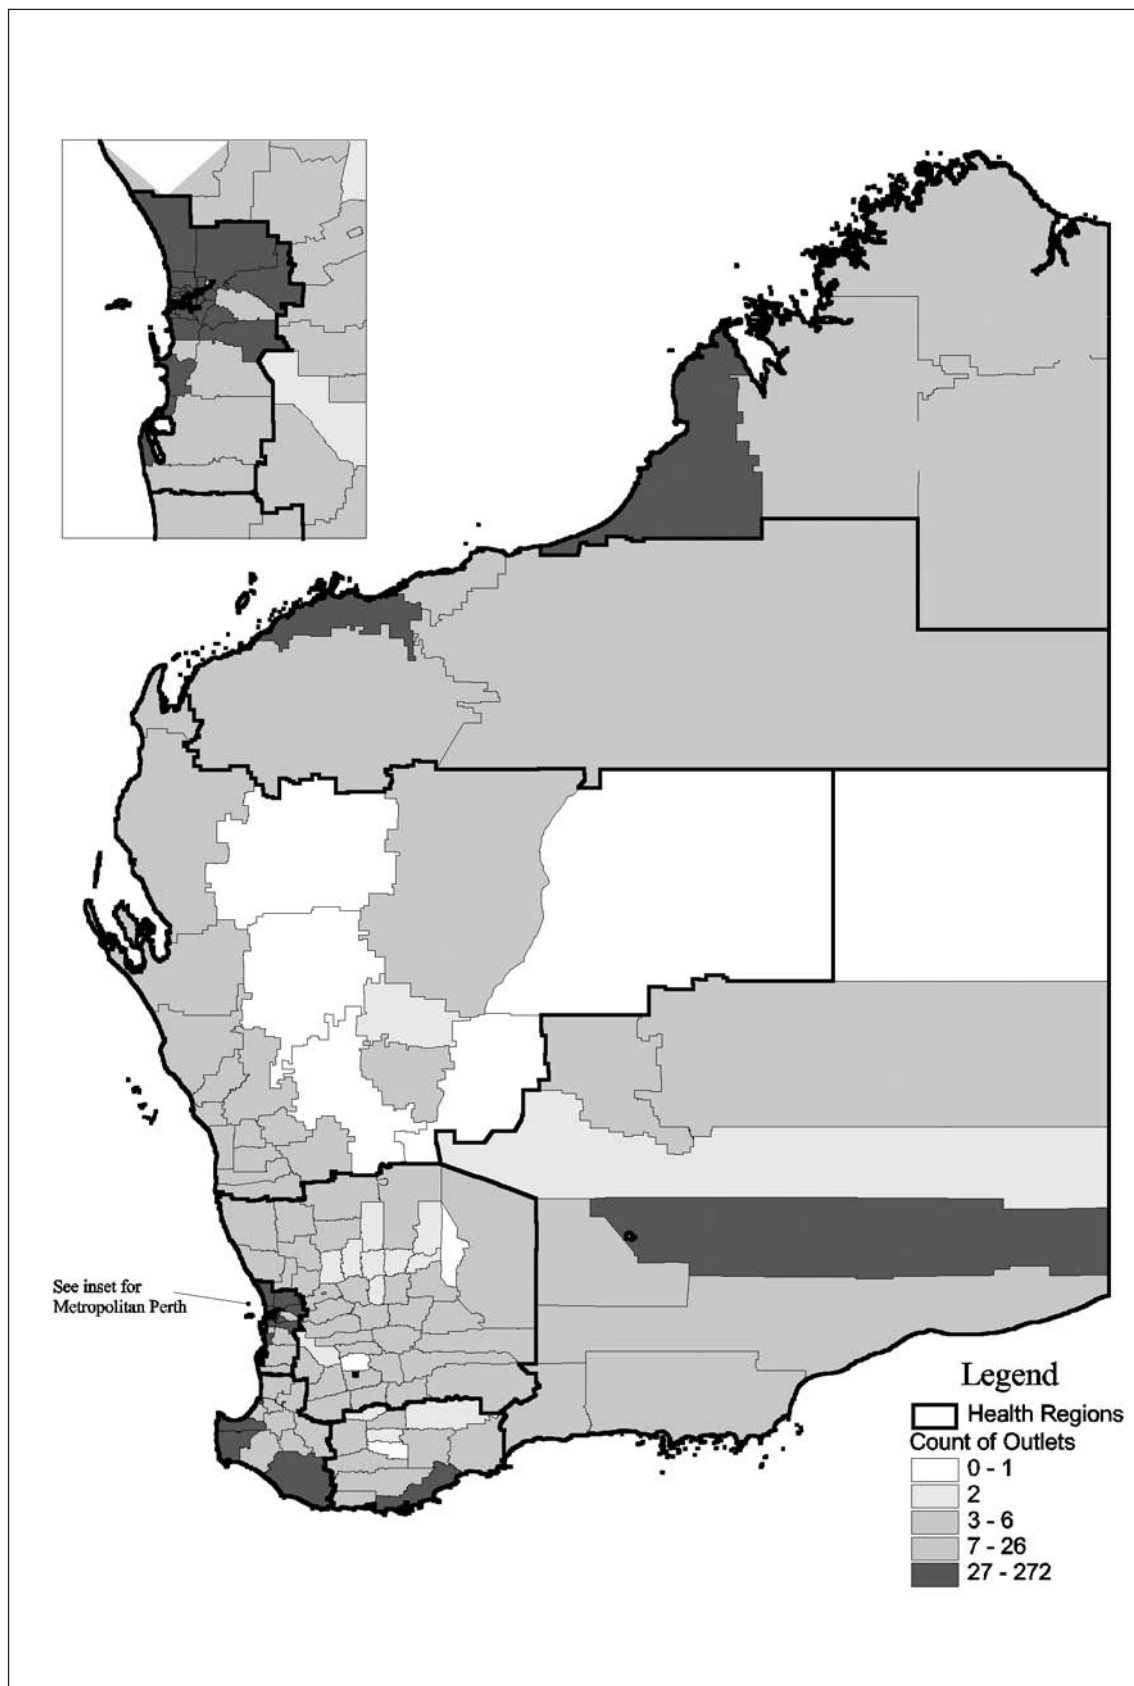 See inset for
Metropolitan Perth
Legend
Health Regions
Count of Outlets
0 - 1
2
3 - 6
7 - 26
27 - 272